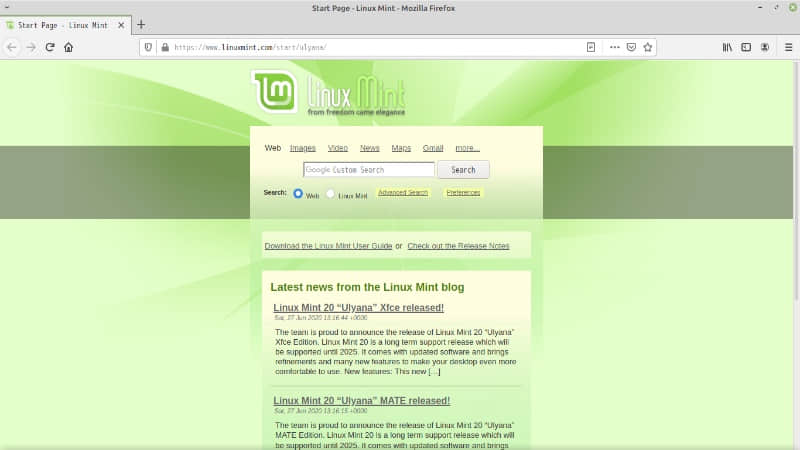 Start Page - Linux Mint - Mozilla Firefox
Start Page - Linux Mint
https://www.linuxmint.com/start/ulyana/
Linux Mint
from freedom came elegance
Web Images Video News Maps Gmail more...
Google Custom Search Search
Search: Web Linux Mint Advanced Search Preferences
Download the Linux Mint User Guide or Check out the Release Notes
Latest news from the Linux Mint blog
Linux Mint 20 “Ulyana” Xfce released!
Sat, 27 Jun 2020 13:16:44 +0000
The team is proud to announce the release of Linux Mint 20 “Ulyana”
Xfce Edition. Linux Mint 20 is a long term support release which will
be supported until 2025. It comes with updated software and brings
refinements and many new features to make your desktop even more
comfortable to use. New features: This new […]
Linux Mint 20 “Ulyana” MATE released!
Sat, 27 Jun 2020 13:16:15 +0000
The team is proud to announce the release of Linux Mint 20 “Ulyana”
MATE Edition. Linux Mint 20 is a long term support release which will
be supported until 2025. It comes with updated software and brings